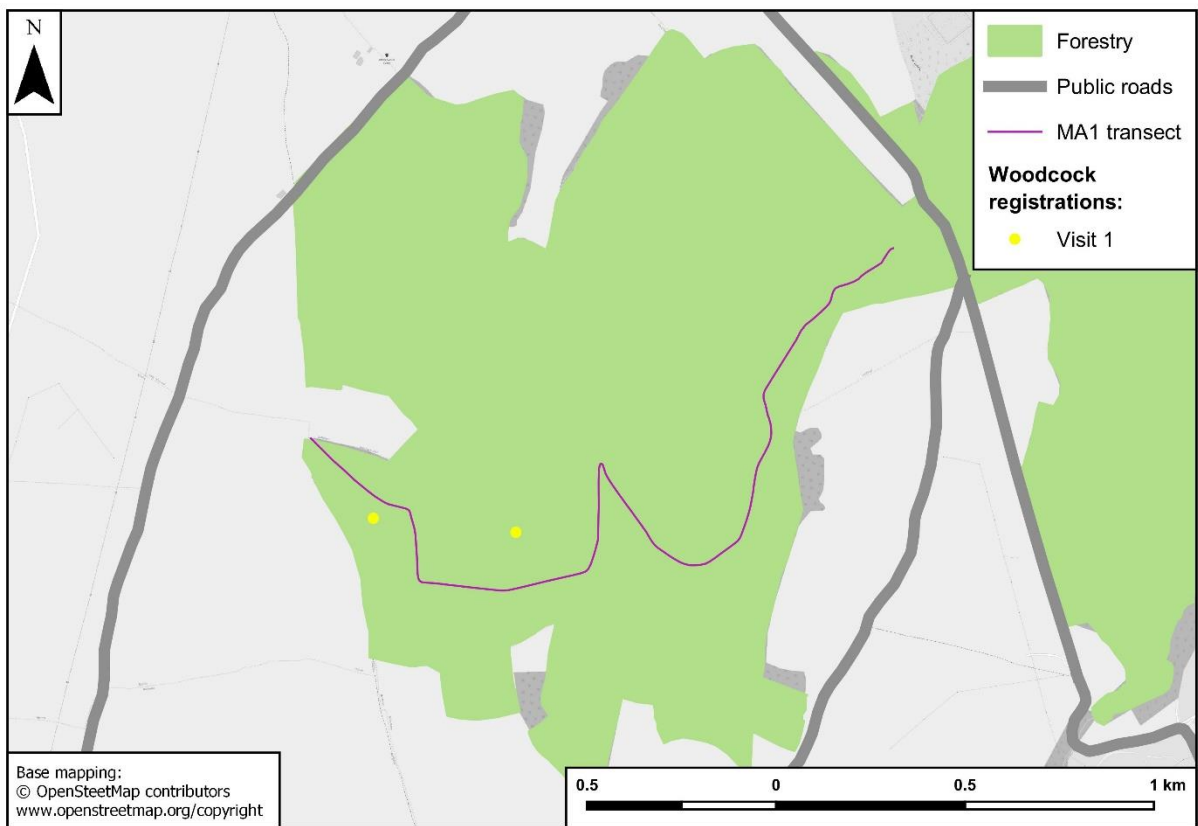 N
Forestry
Public roads
MA1 transect
Woodcock
registrations:
Visit 1
Base mapping:
© OpenSteetMap contributors
www.openstreetmap.org/copyright
0.5 0 0.5 1 km